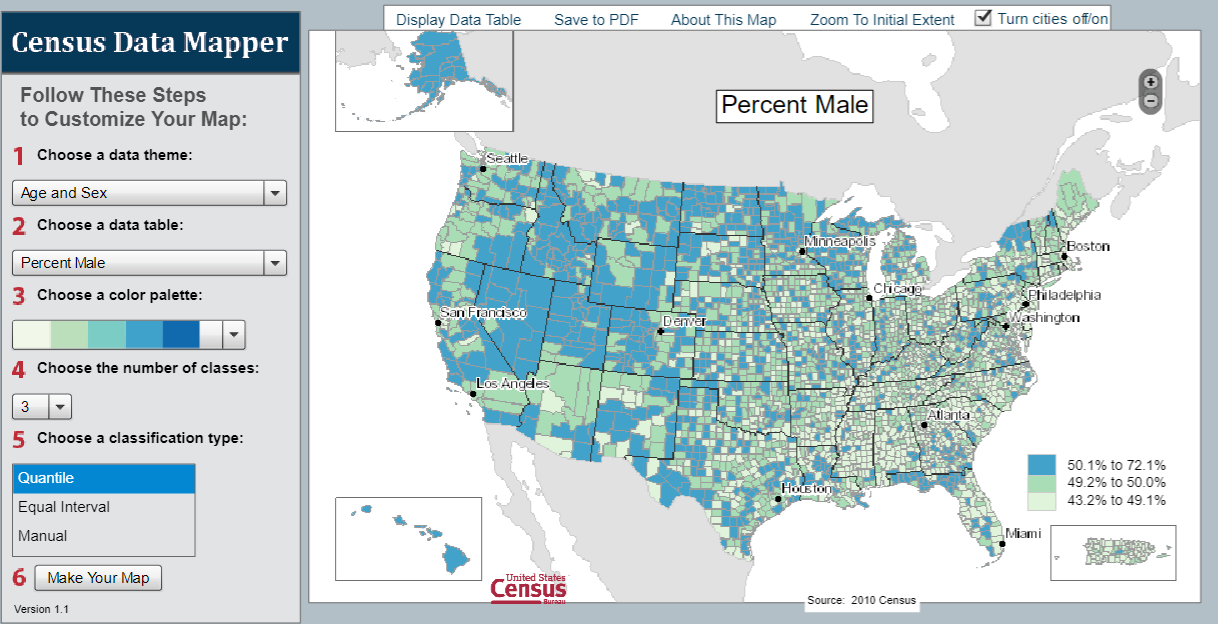 Display Data Table Save to PDF About This Map Zoom To Initial Extent Turn cities off/on
Census Data Mapper
Follow These Steps
to Customize Your Map:
1 Choose a data theme:
Age and Sex
2 Choose a data table:
Percent Male
3 Choose a color palette:
4 Choose the number of classes:
3
5 Choose a classification type:
Quantile
Equal Interval
Manual
6 Make Your Map
Version 1.1
Percent Male
Seattle
Minneapolis
Boston
Chicago
Philadelphia
San Francisco
Denver
Washington
Los Angeles
Atlanta
Houston
Miami
50.1% to 72.1%
49.2% to 50.0%
43.2% to 49.1%
United States
Census
Bureau
Source: 2010 Census